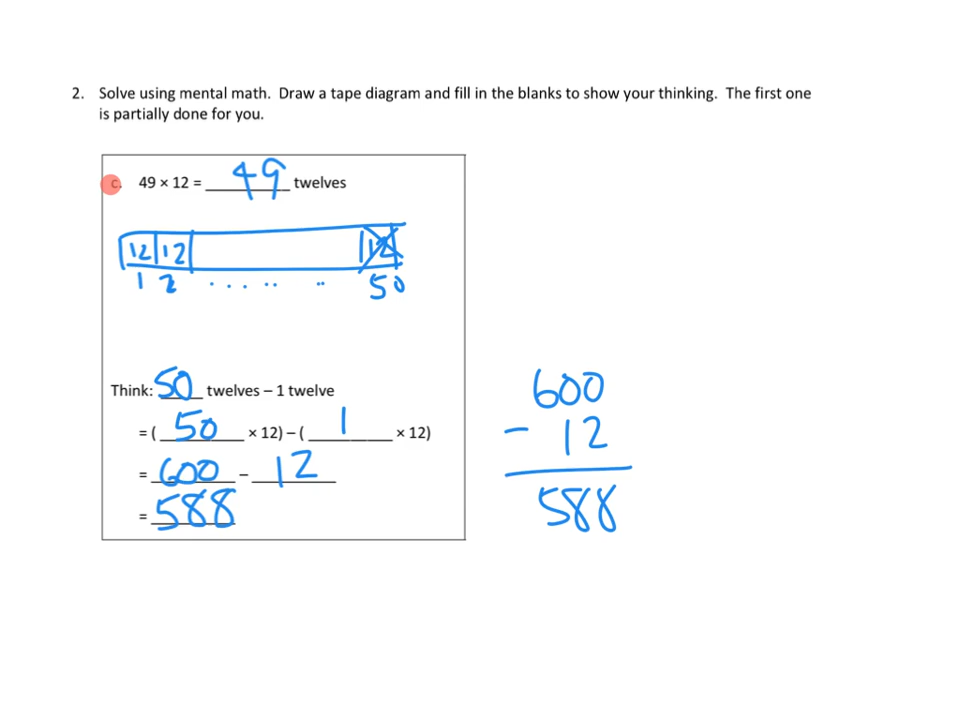 2. Solve using mental math. Draw a tape diagram and fill in the blanks to show your thinking. The first one
is partially done for you.
c. 49 × 12 = 49 twelves
12 12 12
1 2 ..... .. 50
Think: 50 twelves – 1 twelve
= ( 50 × 12) – ( 1 × 12)
= 600 - 12
= 588
600
- 12
588